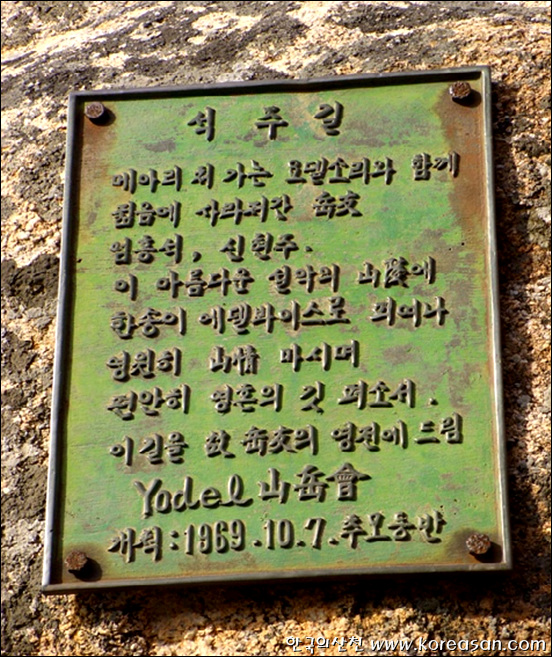 석 주 길
메아리 쳐 가는 요델소리와 함께
젊음에 사라져간 岳友
엄홍석, 신현주.
이 아름다운 설악의 山陵에
한송이 에델바이스로 피어나
영원히 山情 마시며
편안히 영혼의 깃 펴소서.
이길을 故 岳友의 영전에 드림
Yodel 山岳會
개척:1969.10.7.추모등반
한국의산천 www.koreasan.com